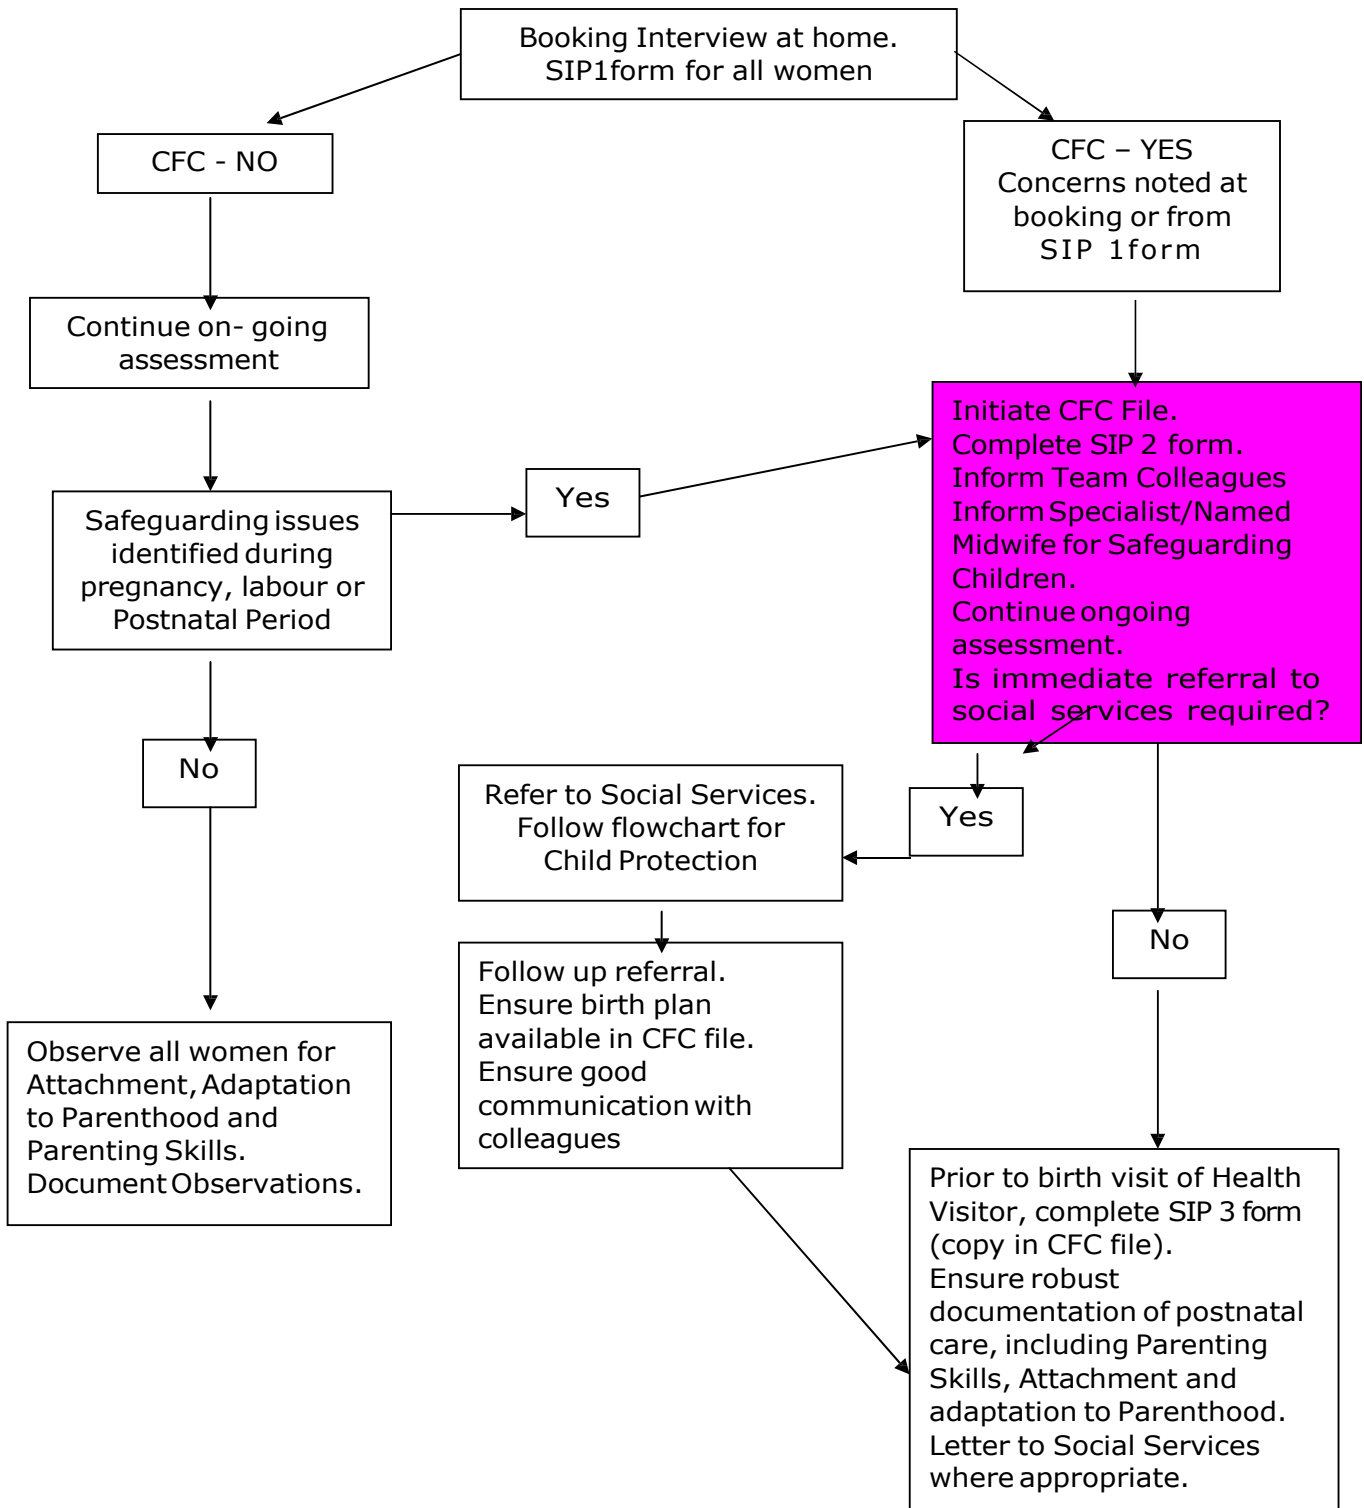 Booking Interview at home.
SIP1form for all women
CFC - NO
CFC – YES
Concerns noted at
booking or from
SIP 1form
Continue on- going
assessment
Initiate CFC File.
Complete SIP 2 form.
Inform Team Colleagues
Inform Specialist/Named
Midwife for Safeguarding
Children.
Continue ongoing
assessment.
Is immediate referral to
social services required?
Yes
Safeguarding issues
identified during
pregnancy, labour or
Postnatal Period
No
Refer to Social Services.
Follow flowchart for
Child Protection
Yes
No
Follow up referral.
Ensure birth plan
available in CFC file.
Ensure good
communication with
colleagues
Observe all women for
Attachment, Adaptation
to Parenthood and
Parenting Skills.
Document Observations.
Prior to birth visit of Health
Visitor, complete SIP 3 form
(copy in CFC file).
Ensure robust
documentation of postnatal
care, including Parenting
Skills, Attachment and
adaptation to Parenthood.
Letter to Social Services
where appropriate.